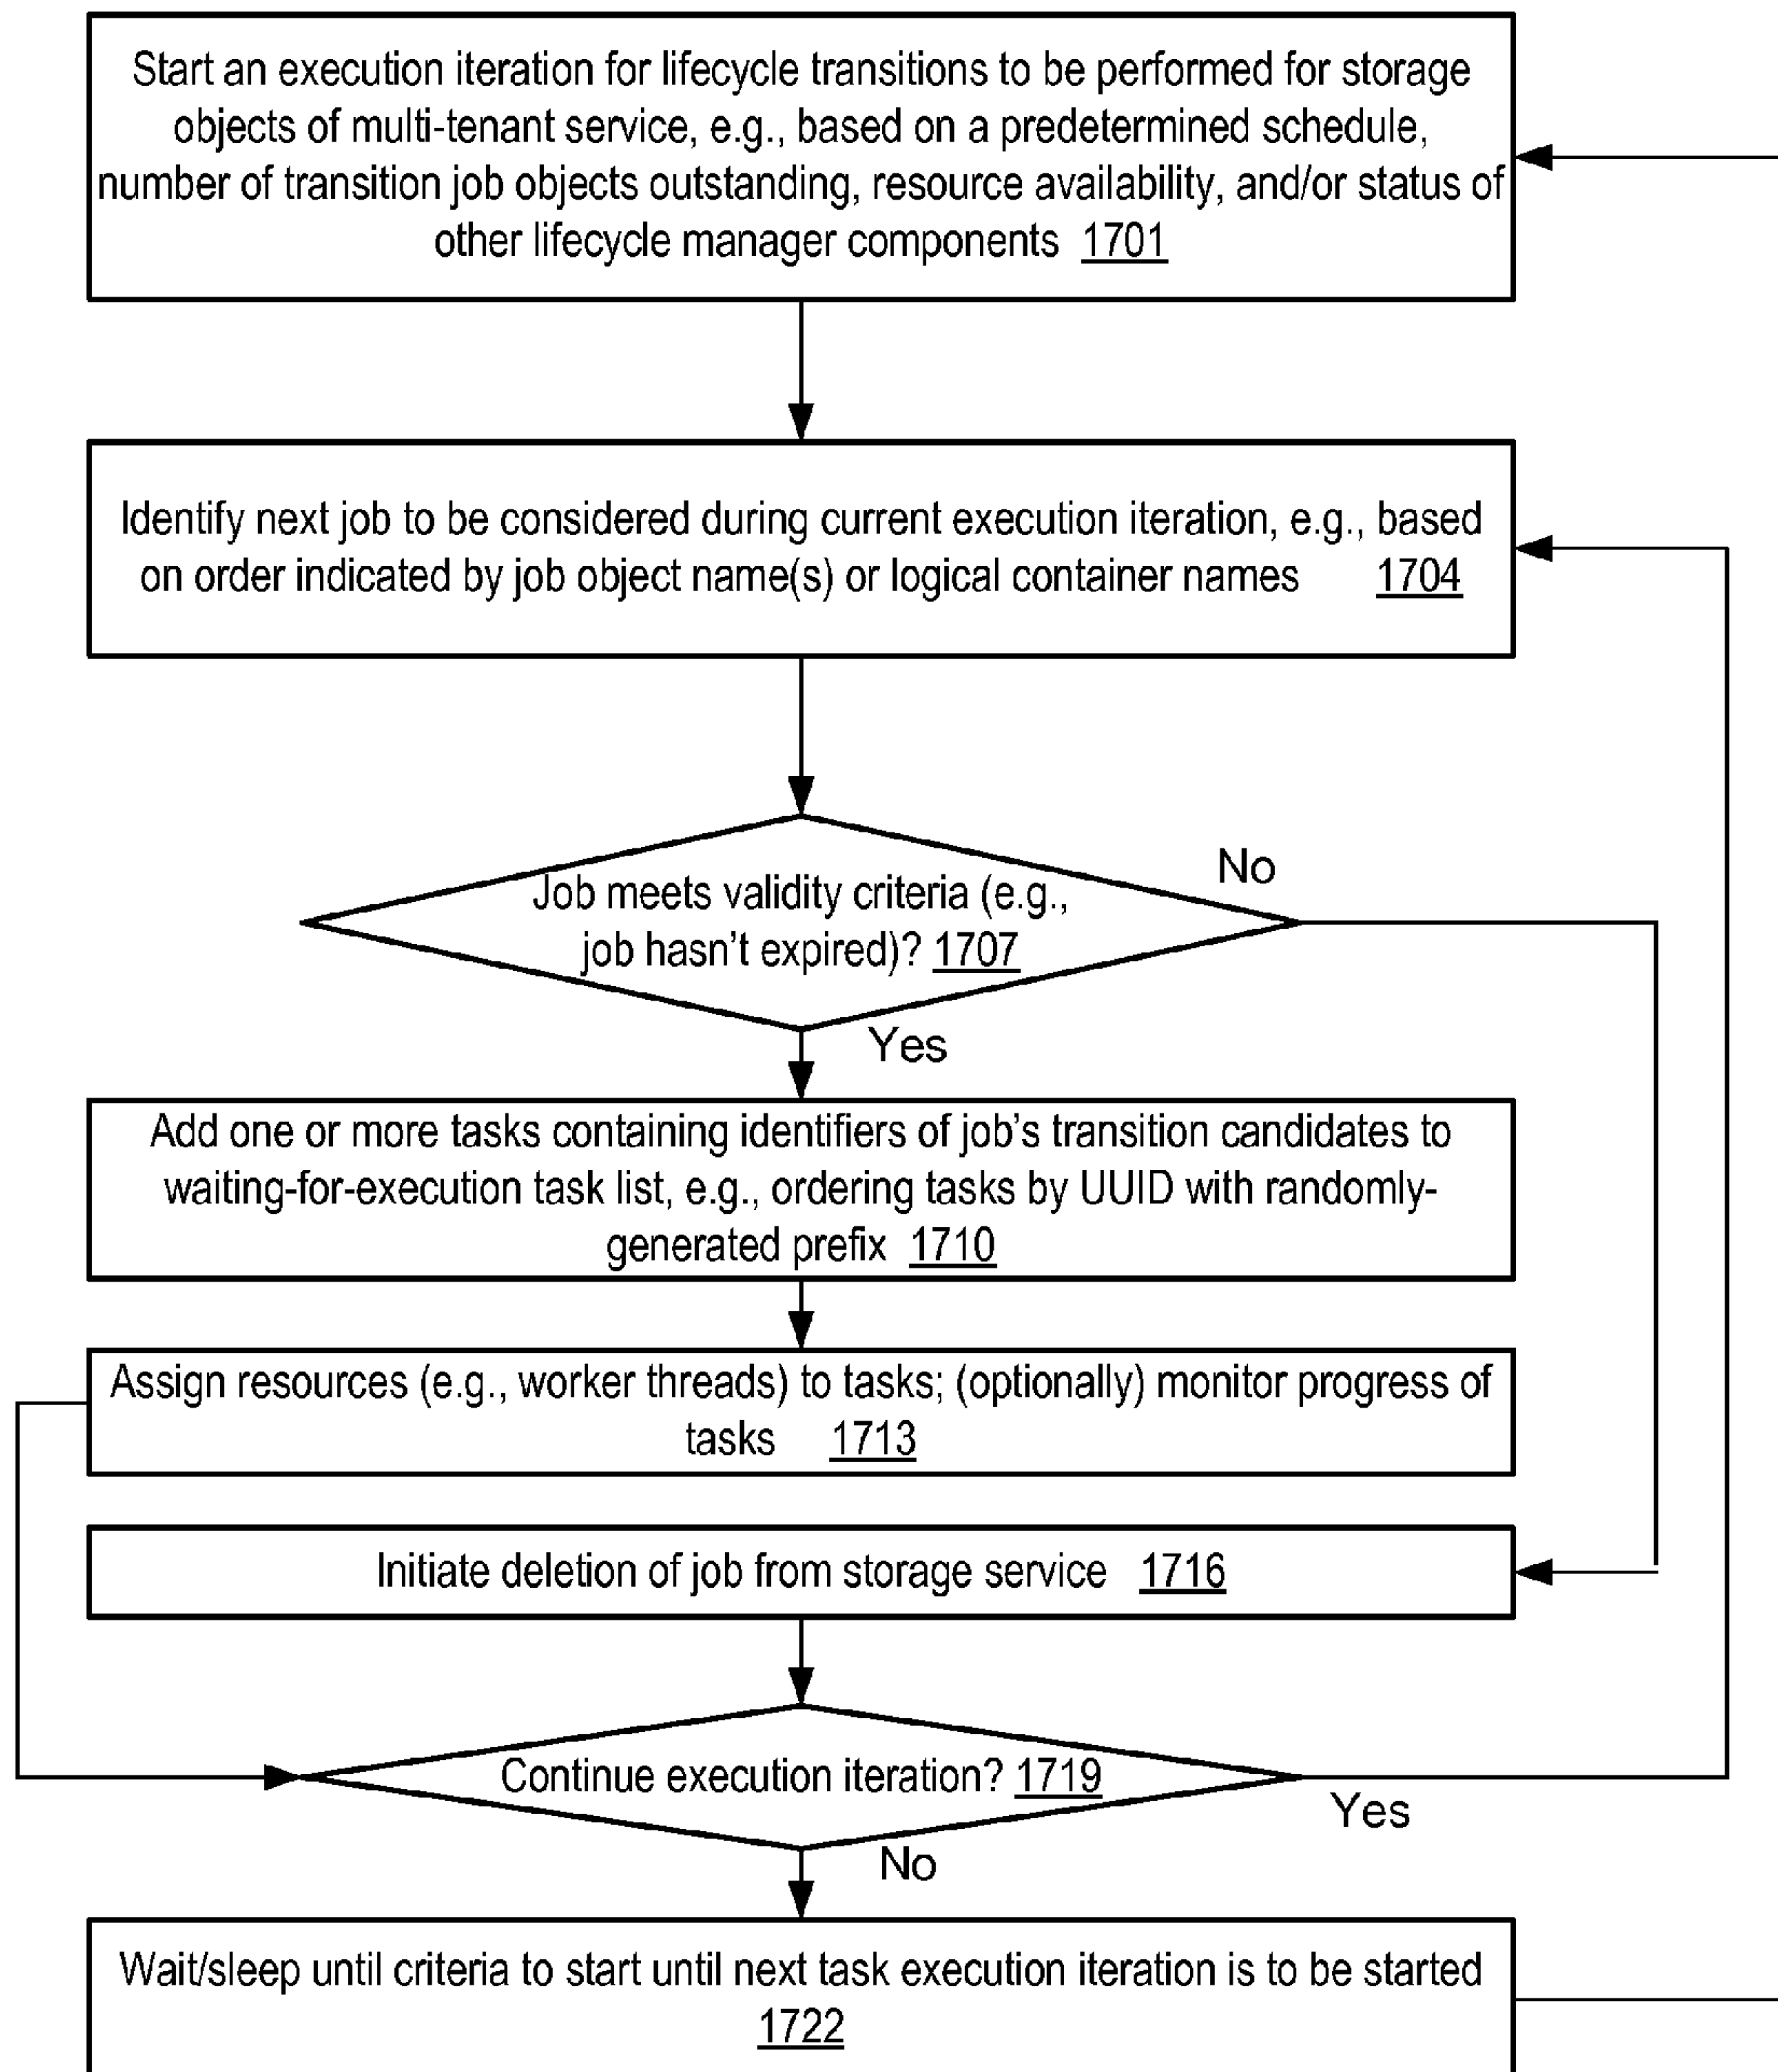 Start an execution iteration for lifecycle transitions to be performed for storage
objects of multi-tenant service, e.g., based on a predetermined schedule,
number of transition job objects outstanding, resource availability, and/or status of
other lifecycle manager components 1701
Identify next job to be considered during current execution iteration, e.g., based
on order indicated by job object name(s) or logical container names 1704
No
Job meets validity criteria (e.g.,
job hasn't expired)? 1707
Yes
Add one or more tasks containing identifiers of job's transition candidates to
waiting-for-execution task list, e.g., ordering tasks by UUID with randomly-
generated prefix 1710
Assign resources (e.g., worker threads) to tasks; (optionally) monitor progress of
tasks 1713
Initiate deletion of job from storage service 1716
Continue execution iteration? 1719
Yes
No
Wait/sleep until criteria to start until next task execution iteration is to be started
1722